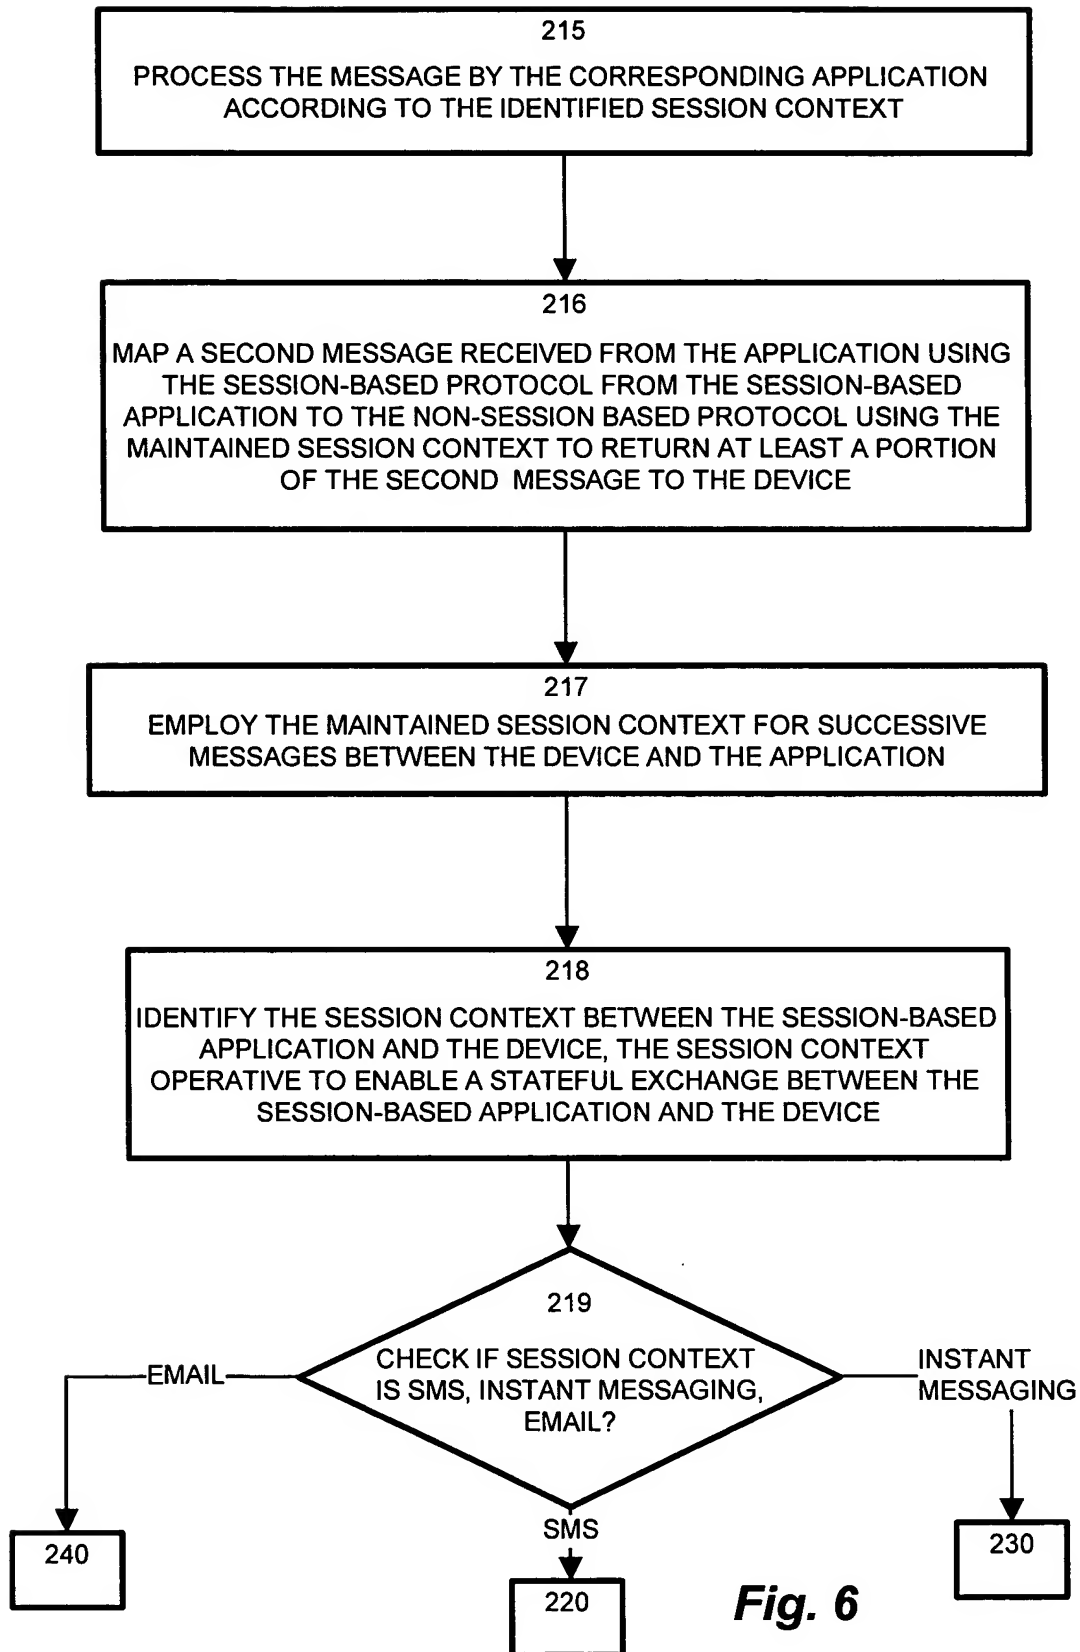 215
PROCESS THE MESSAGE BY THE CORRESPONDING APPLICATION
ACCORDING TO THE IDENTIFIED SESSION CONTEXT
216
MAP A SECOND MESSAGE RECEIVED FROM THE APPLICATION USING
THE SESSION-BASED PROTOCOL FROM THE SESSION-BASED
APPLICATION TO THE NON-SESSION BASED PROTOCOL USING THE
MAINTAINED SESSION CONTEXT TO RETURN AT LEAST A PORTION
OF THE SECOND MESSAGE TO THE DEVICE
217
EMPLOY THE MAINTAINED SESSION CONTEXT FOR SUCCESSIVE
MESSAGES BETWEEN THE DEVICE AND THE APPLICATION
218
IDENTIFY THE SESSION CONTEXT BETWEEN THE SESSION-BASED
APPLICATION AND THE DEVICE, THE SESSION CONTEXT
OPERATIVE TO ENABLE A STATEFUL EXCHANGE BETWEEN THE
SESSION-BASED APPLICATION AND THE DEVICE
219
CHECK IF SESSION CONTEXT
IS SMS, INSTANT MESSAGING,
EMAIL?
EMAIL
INSTANT
MESSAGING
SMS
240
220
230
Fig. 6